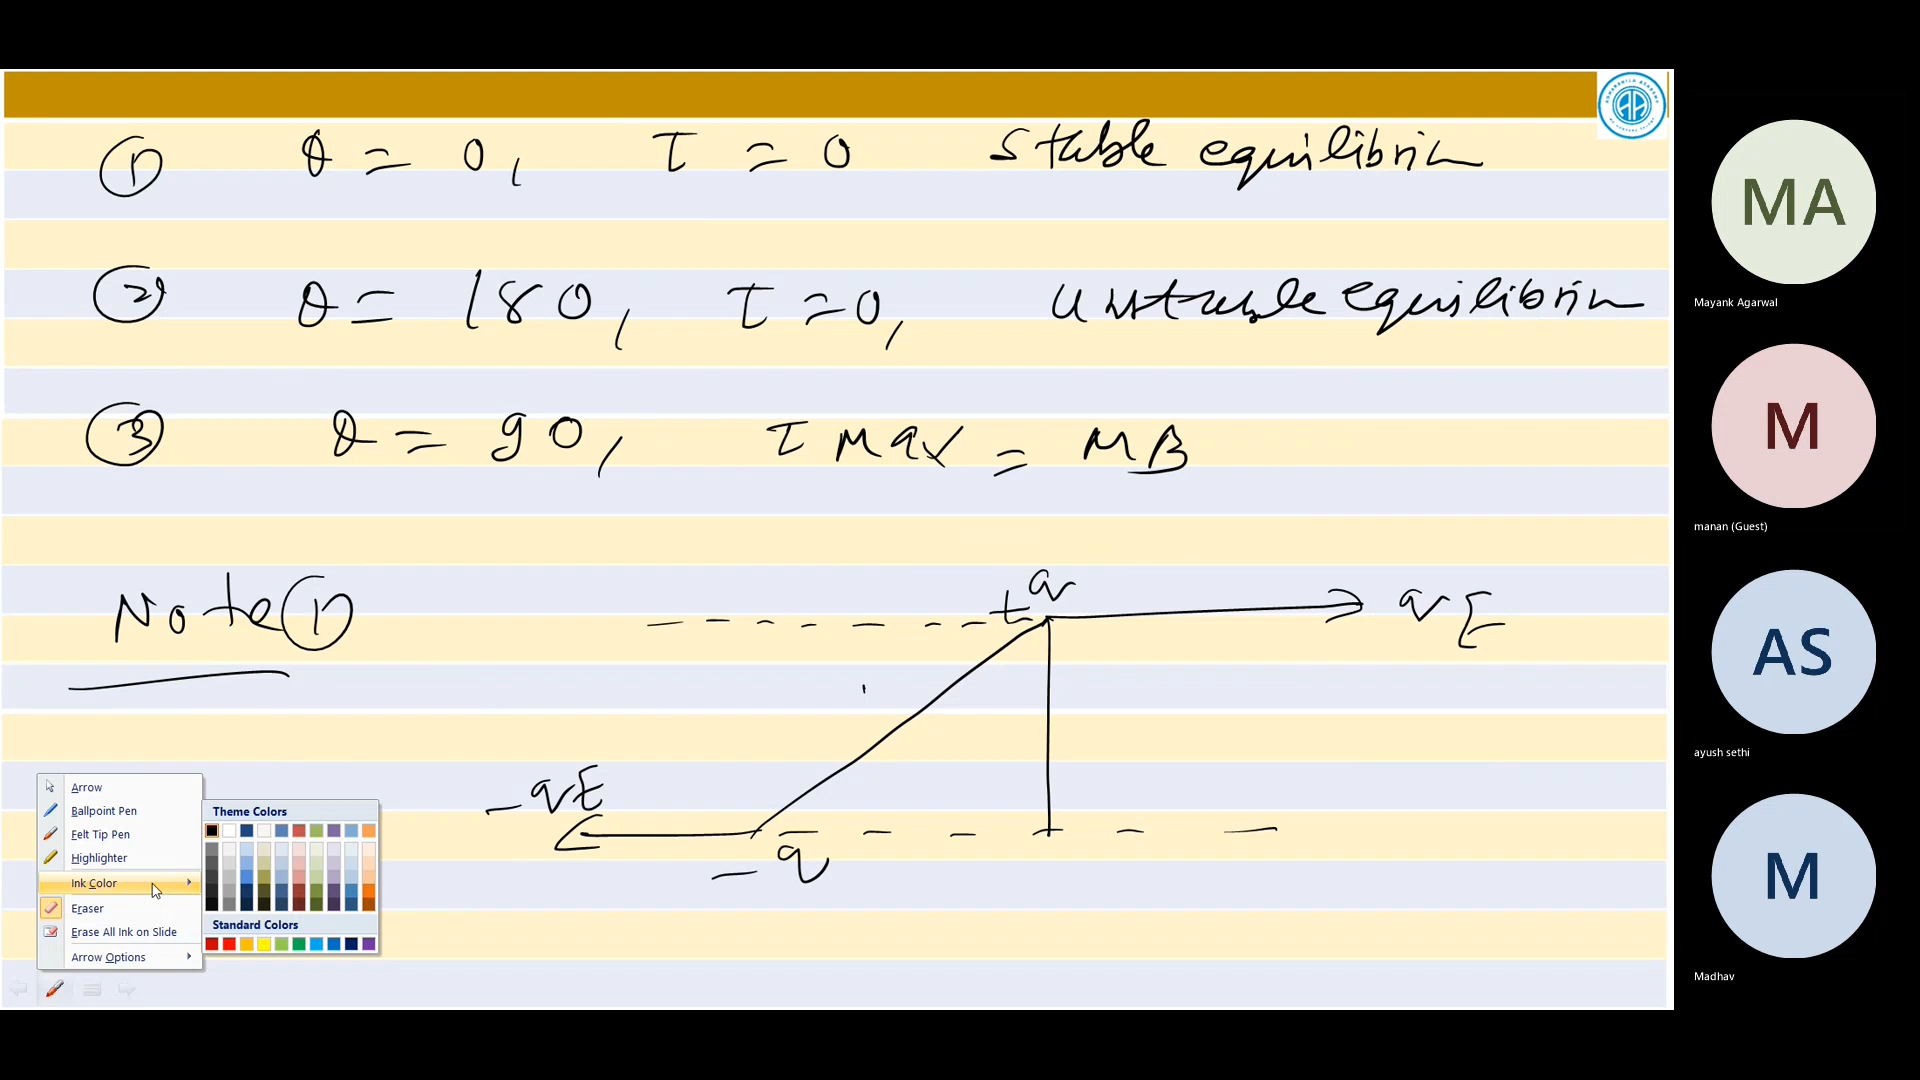 ① θ = 0, τ = 0 Stable equilibrim
② θ = 180, τ = 0, Unstable equilibrim
③ θ = 90, τ Max = MB
Note ①
+q qE
-qE
-q
Arrow
Ballpoint Pen
Felt Tip Pen
Highlighter
Ink Color
Eraser
Erase All Ink on Slide
Arrow Options
Theme Colors
Standard Colors
MA
Mayank Agarwal
M
manan (Guest)
AS
ayush sethi
M
Madhav